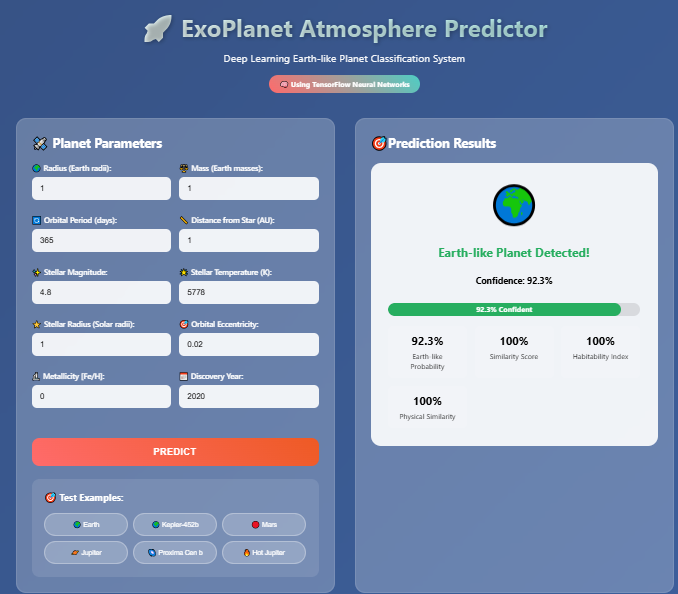 ExoPlanet Atmosphere Predictor
Deep Learning Earth-like Planet Classification System
Using TensorFlow Neural Networks
Planet Parameters
Radius (Earth radii):
1
Mass (Earth masses):
1
Orbital Period (days):
365
Distance from Star (AU):
1
Stellar Magnitude:
4.8
Stellar Temperature (K):
5778
Stellar Radius (Solar radii):
1
Orbital Eccentricity:
0.02
Metallicity [Fe/H]:
0
Discovery Year:
2020
PREDICT
Test Examples:
Earth
Kepler-452b
Mars
Jupiter
Proxima Cen b
Hot Jupiter
Prediction Results
Earth-like Planet Detected!
Confidence: 92.3%
92.3% Confident
92.3%
Earth-like
Probability
100%
Similarity Score
100%
Habitability Index
100%
Physical Similarity